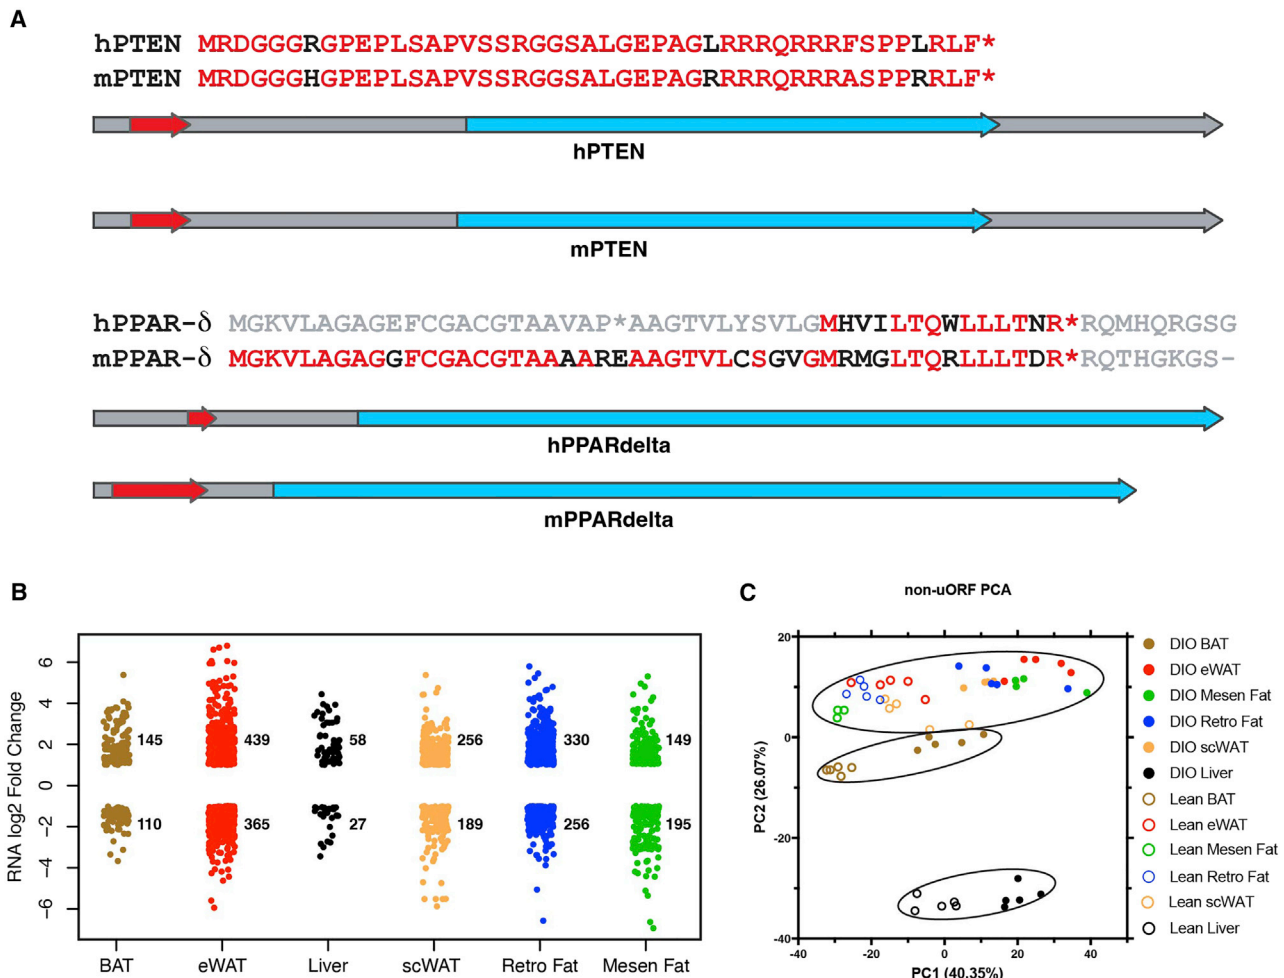 A
hPTEN MRDGGGRGPEPLSAPVSSRGGSALGEPAGLRRRQRRRFSPPLRLF*
mPTEN MRDGGGHGPEPLSAPVSSRGGSALGEPAGRRRRQRRRASPPRRLF*
hPTEN
mPTEN
hPPAR-δ MGKVLAGAGEFCGACGTAAVAP*AAGTVLYSVLGMHVILTQWLLLTNR*RQMHQRGSG
mPPAR-δ MGKVLAGAGGFCGACGTAAAAREAAGTVLCSGVGMRMGLTQRLLLTDR*RQTHGKGS-
hPPARdelta
mPPARdelta
B
RNA log2 Fold Change
6
4
2
0
−2
−4
−6
145
439
58
256
330
149
110
365
27
189
256
195
BAT
eWAT
Liver
scWAT
Retro Fat
Mesen Fat
C
non-uORF PCA
PC2 (26.07%)
20
0
-20
-40
-40
-20
0
20
40
PC1 (40.35%)
DIO BAT
DIO eWAT
DIO Mesen Fat
DIO Retro Fat
DIO scWAT
DIO Liver
Lean BAT
Lean eWAT
Lean Mesen Fat
Lean Retro Fat
Lean scWAT
Lean Liver